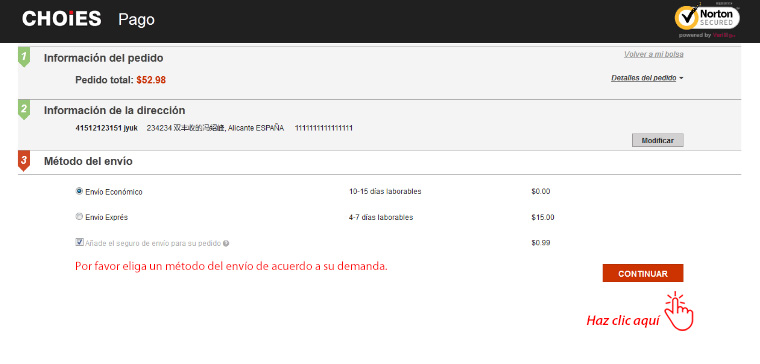 CHOiES Pago
Norton
SECURED
powered by
1 Información del pedido
Volver a mi bolsa
Pedido total: $52.98
Detalles del pedido
2 Información de la dirección
41512123151 jyuk 234234 双丰收的冯绍峰, Alicante ESPAÑA 1111111111111111
Modificar
3 Método del envío
Envío Económico 10-15 días laborables $0.00
Envío Exprés 4-7 días laborables $15.00
Añade el seguro de envío para su pedido ? $0.99
Por favor eliga un método del envío de acuerdo a su demanda.
CONTINUAR
Haz clic aquí